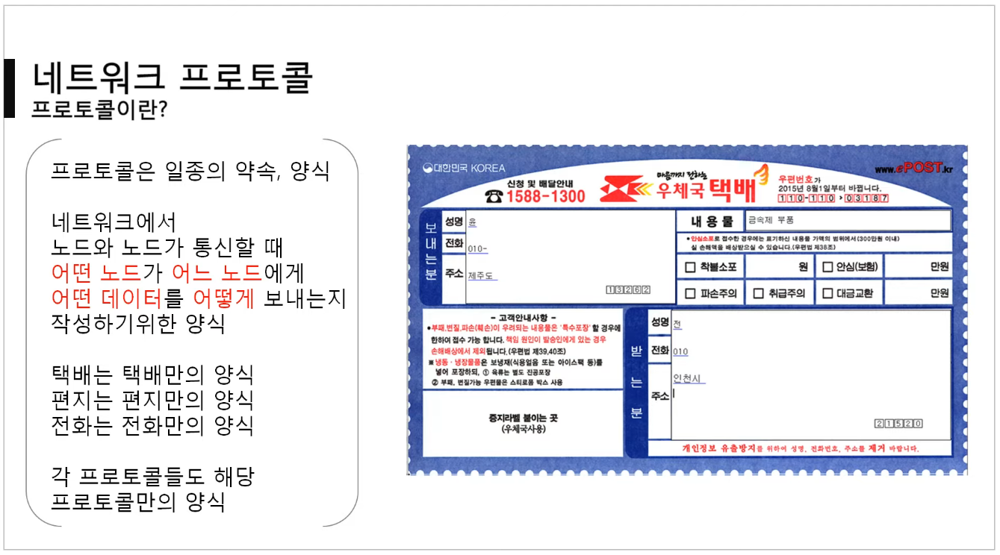 네트워크 프로토콜
프로토콜이란?
프로토콜은 일종의 약속, 양식
네트워크에서
노드와 노드가 통신할 때
어떤 노드가 어느 노드에게
어떤 데이터를 어떻게 보내는지
작성하기위한 양식
택배는 택배만의 양식
편지는 편지만의 양식
전화는 전화만의 양식
각 프로토콜들도 해당
프로토콜만의 양식
대한민국 KOREA
신청 및 배달안내
☎ 1588-1300
마음까지 전하는
우체국 택배
www.ePOST.kr
우편번호가
2015년 8월1일부터 바뀝니다.
110-110 > 03187
보내는분
성명 윤
전화 010-
주소 제주도
13262
내용물 금속제 부품
•안심소포로 접수한 경우에는 표기하신 내용물 가액의 범위에서(300만원 이내)
실 손해액을 배상받으실 수 있습니다.(우편법 제38조)
□ 착불소포 원 □ 안심(보험) 만원
□ 파손주의 □ 취급주의 □ 대금교환 만원
- 고객안내사항 -
•부패,변질,파손(훼손)이 우려되는 내용물은 '특수포장'할 경우에
한하여 접수 가능 합니다. 책임 원인이 발송인에게 있는 경우
손해배상에서 제외됩니다.(우편법 제39,40조)
※냉동·냉장물품은 보냉재(식용얼음 또는 아이스팩 등)를
넣어 포장하되, ① 육류는 별도 진공포장
② 부패, 변질가능 우편물은 스티로폼 박스 사용
증지라벨 붙이는 곳
(우체국사용)
받는분
성명 전
전화 010
주소 인천시
21520
개인정보 유출방지를 위하여 성명, 전화번호, 주소를 제거 바랍니다.